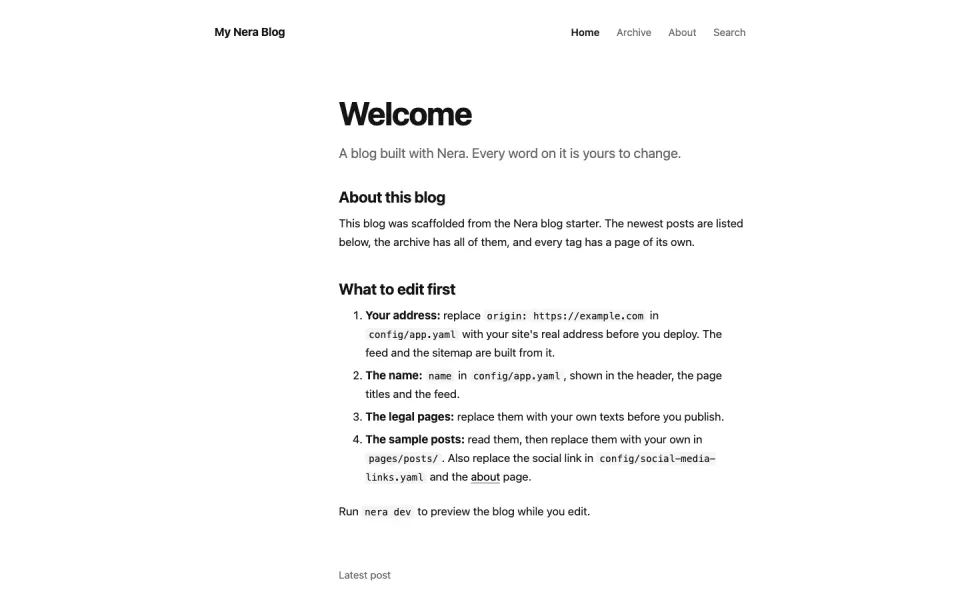 My Nera Blog
Home Archive About Search
Welcome
A blog built with Nera. Every word on it is yours to change.
About this blog
This blog was scaffolded from the Nera blog starter. The newest posts are listed
below, the archive has all of them, and every tag has a page of its own.
What to edit first
1. Your address: replace origin: https://example.com in
config/app.yaml with your site's real address before you deploy. The
feed and the sitemap are built from it.
2. The name: name in config/app.yaml, shown in the header, the page
titles and the feed.
3. The legal pages: replace them with your own texts before you publish.
4. The sample posts: read them, then replace them with your own in
pages/posts/. Also replace the social link in config/social-media-
links.yaml and the about page.
Run nera dev to preview the blog while you edit.
Latest post